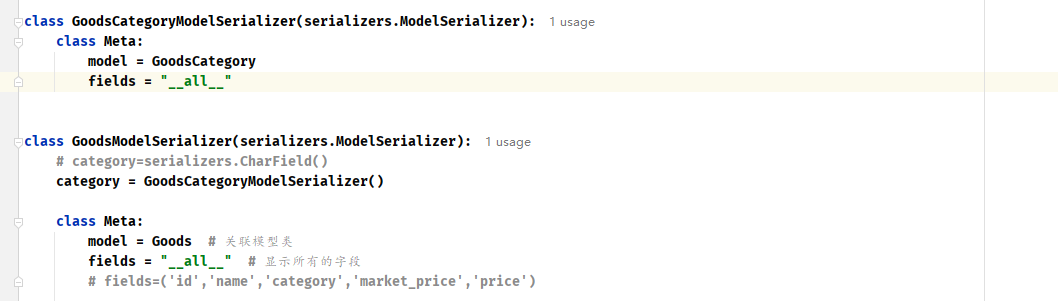 class GoodsCategoryModelSerializer(serializers.ModelSerializer): 1 usage
    class Meta:
        model = GoodsCategory
        fields = "__all__"
class GoodsModelSerializer(serializers.ModelSerializer): 1 usage
    # category=serializers.CharField()
    category = GoodsCategoryModelSerializer()
    class Meta:
        model = Goods  # 关联模型类
        fields = "__all__"  # 显示所有的字段
        # fields=('id','name','category','market_price','price')